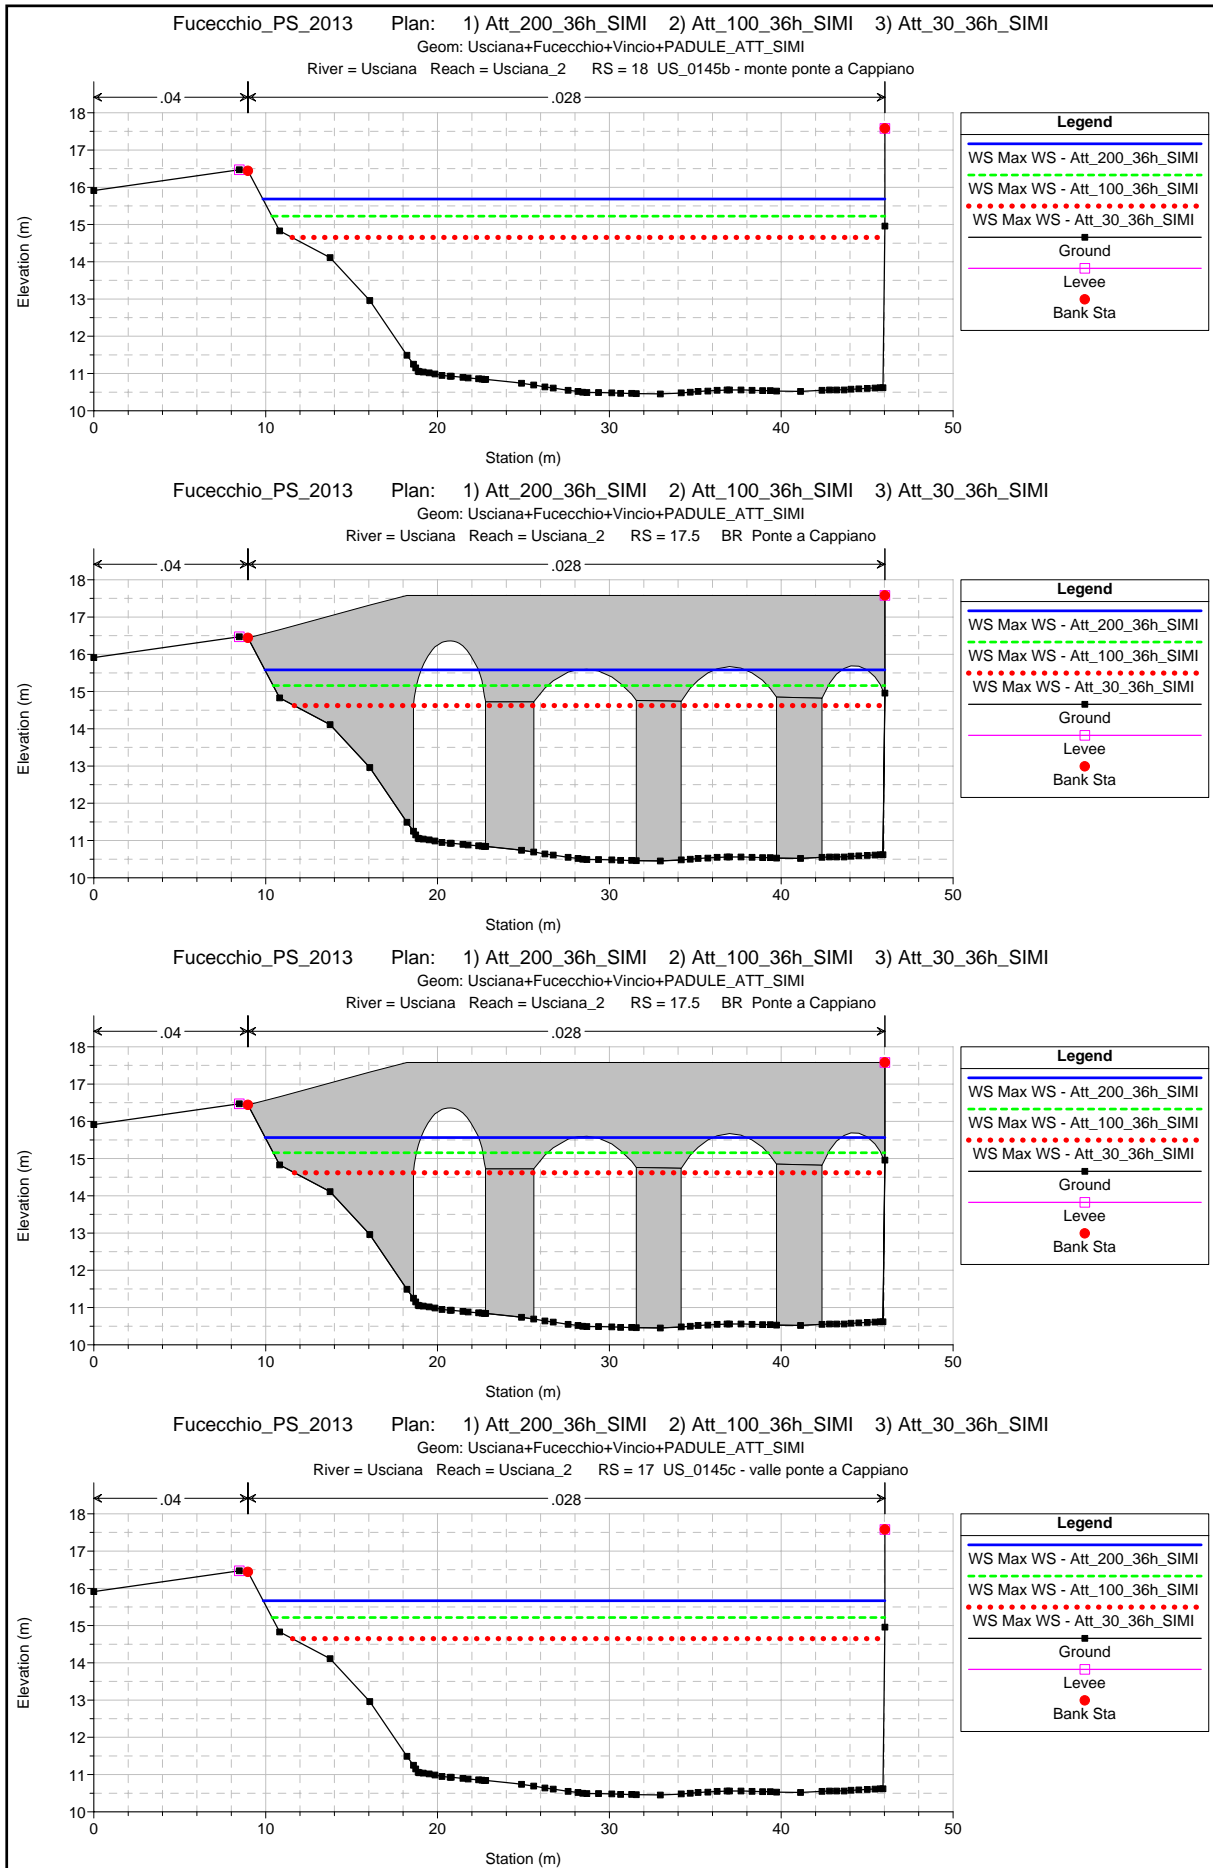 Fucecchio_PS_2013 Plan: 1) Att_200_36h_SIMI 2) Att_100_36h_SIMI 3) Att_30_36h_SIMI
Geom: Usciana+Fucecchio+Vincio+PADULE_ATT_SIMI
River = Usciana Reach = Usciana_2 RS = 18 US_0145b - monte ponte a Cappiano
.04 .028
18
17
16
15
14
13
12
11
10
Elevation (m)
0 10 20 30 40 50
Station (m)
Legend
WS Max WS - Att_200_36h_SIMI
WS Max WS - Att_100_36h_SIMI
WS Max WS - Att_30_36h_SIMI
Ground
Levee
Bank Sta
Fucecchio_PS_2013 Plan: 1) Att_200_36h_SIMI 2) Att_100_36h_SIMI 3) Att_30_36h_SIMI
Geom: Usciana+Fucecchio+Vincio+PADULE_ATT_SIMI
River = Usciana Reach = Usciana_2 RS = 17.5 BR Ponte a Cappiano
.04 .028
18
17
16
15
14
13
12
11
10
Elevation (m)
0 10 20 30 40 50
Station (m)
Legend
WS Max WS - Att_200_36h_SIMI
WS Max WS - Att_100_36h_SIMI
WS Max WS - Att_30_36h_SIMI
Ground
Levee
Bank Sta
Fucecchio_PS_2013 Plan: 1) Att_200_36h_SIMI 2) Att_100_36h_SIMI 3) Att_30_36h_SIMI
Geom: Usciana+Fucecchio+Vincio+PADULE_ATT_SIMI
River = Usciana Reach = Usciana_2 RS = 17.5 BR Ponte a Cappiano
.04 .028
18
17
16
15
14
13
12
11
10
Elevation (m)
0 10 20 30 40 50
Station (m)
Legend
WS Max WS - Att_200_36h_SIMI
WS Max WS - Att_100_36h_SIMI
WS Max WS - Att_30_36h_SIMI
Ground
Levee
Bank Sta
Fucecchio_PS_2013 Plan: 1) Att_200_36h_SIMI 2) Att_100_36h_SIMI 3) Att_30_36h_SIMI
Geom: Usciana+Fucecchio+Vincio+PADULE_ATT_SIMI
River = Usciana Reach = Usciana_2 RS = 17 US_0145c - valle ponte a Cappiano
.04 .028
18
17
16
15
14
13
12
11
10
Elevation (m)
0 10 20 30 40 50
Station (m)
Legend
WS Max WS - Att_200_36h_SIMI
WS Max WS - Att_100_36h_SIMI
WS Max WS - Att_30_36h_SIMI
Ground
Levee
Bank Sta